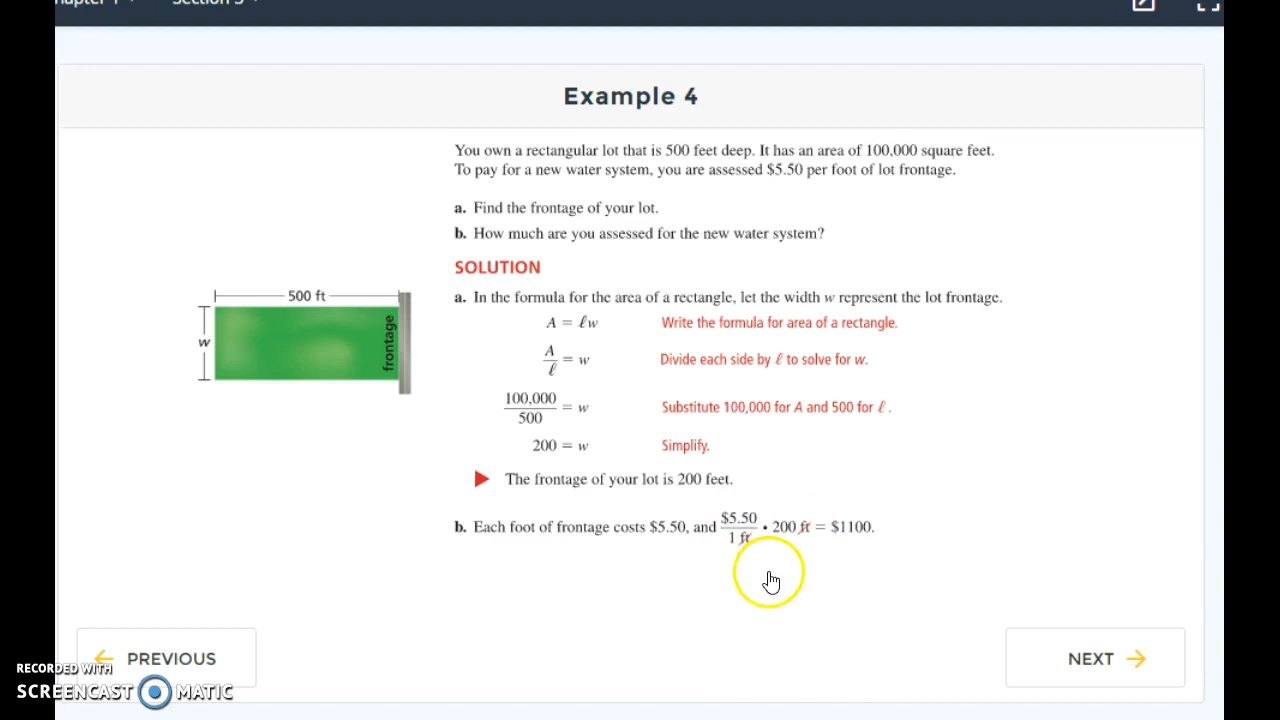 Section 3
Example 4
You own a rectangular lot that is 500 feet deep. It has an area of 100,000 square feet.
To pay for a new water system, you are assessed $5.50 per foot of lot frontage.
a. Find the frontage of your lot.
b. How much are you assessed for the new water system?
SOLUTION
500 ft
w
frontage
a. In the formula for the area of a rectangle, let the width w represent the lot frontage.
A = ℓw Write the formula for area of a rectangle.
A/ℓ = w Divide each side by ℓ to solve for w.
100,000/500 = w Substitute 100,000 for A and 500 for ℓ .
200 = w Simplify.
The frontage of your lot is 200 feet.
b. Each foot of frontage costs $5.50, and $5.50/1 ft • 200 ft = $1100.
PREVIOUS
NEXT
RECORDED WITH
SCREENCAST MATIC